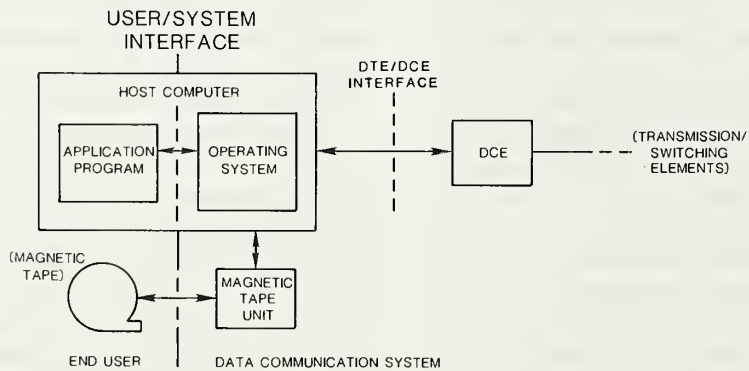 USER/SYSTEM
INTERFACE
DTE/DCE
INTERFACE
HOST COMPUTER
APPLICATION
PROGRAM
OPERATING
SYSTEM
DCE
(TRANSMISSION/
SWITCHING
ELEMENTS)
(MAGNETIC
TAPE)
MAGNETIC
TAPE
UNIT
END USER
DATA COMMUNICATION SYSTEM